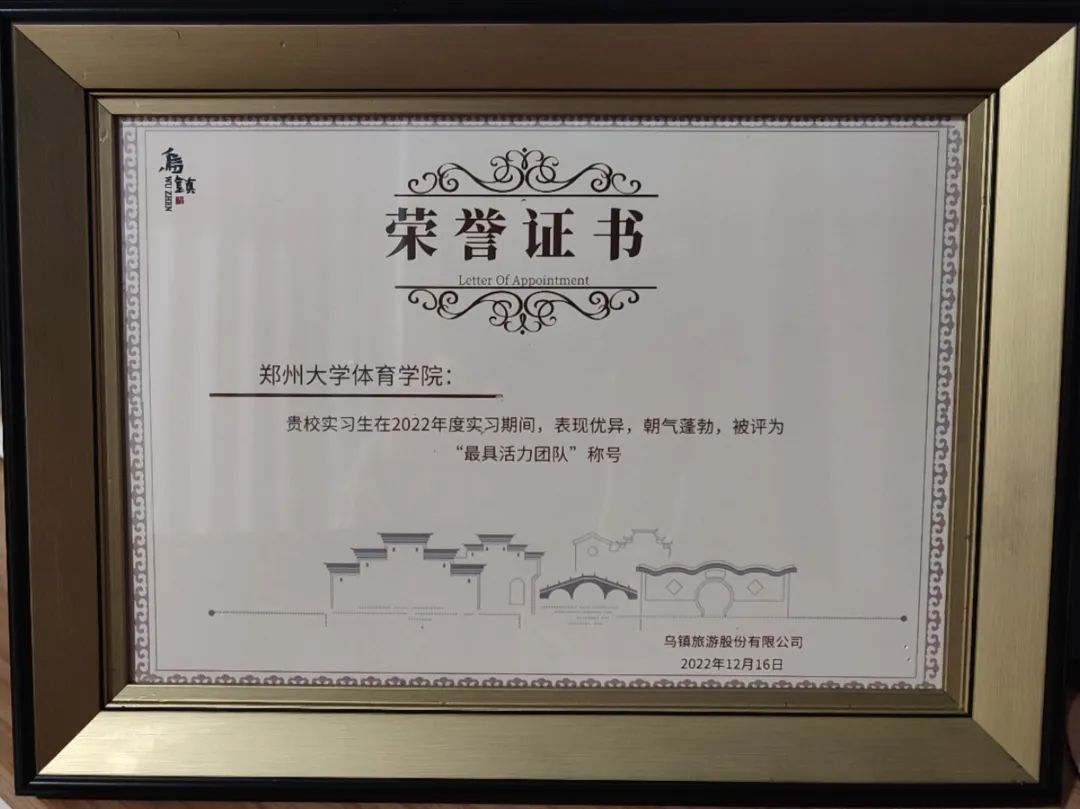 乌镇
WU ZHEN
荣誉证书
Letter Of Appointment
郑州大学体育学院：
贵校实习生在2022年度实习期间，表现优异，朝气蓬勃，被评为
“最具活力团队”称号
乌镇旅游股份有限公司
2022年12月16日